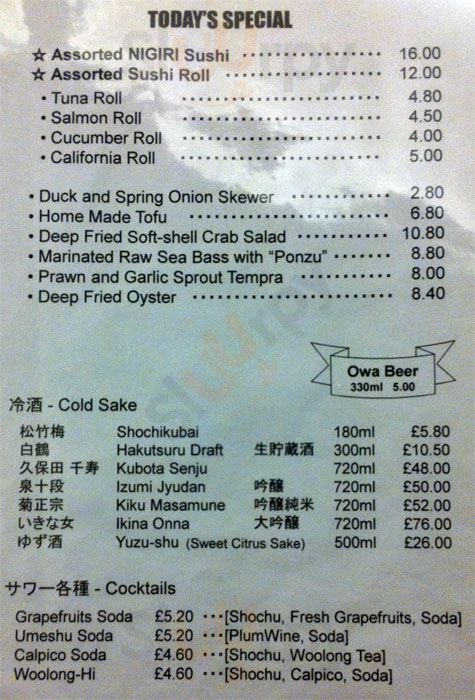 TODAY'S SPECIAL
☆ Assorted NIGIRI Sushi ··················· 16.00
☆ Assorted Sushi Roll ··················· 12.00
• Tuna Roll ··················· 4.80
• Salmon Roll ··················· 4.50
• Cucumber Roll ··················· 4.00
• California Roll ··················· 5.00
• Duck and Spring Onion Skewer ··········· 2.80
• Home Made Tofu ··················· 6.80
• Deep Fried Soft-shell Crab Salad ·········· 10.80
• Marinated Raw Sea Bass with "Ponzu" ······· 8.80
• Prawn and Garlic Sprout Tempra ·········· 8.00
• Deep Fried Oyster ··················· 8.40
Owa Beer
330ml 5.00
冷酒 - Cold Sake
松竹梅 Shochikubai 180ml £5.80
白鶴 Hakutsuru Draft 生貯蔵酒 300ml £10.50
久保田 千寿 Kubota Senju 720ml £48.00
泉十段 Izumi Jyudan 吟醸 720ml £50.00
菊正宗 Kiku Masamune 吟醸純米 720ml £52.00
いきな女 Ikina Onna 大吟醸 720ml £76.00
ゆず酒 Yuzu-shu (Sweet Citrus Sake) 500ml £26.00
サワー各種 - Cocktails
Grapefruits Soda £5.20 ···[Shochu, Fresh Grapefruits, Soda]
Umeshu Soda £5.20 ···[PlumWine, Soda]
Calpico Soda £4.60 ···[Shochu, Woolong Tea]
Woolong-Hi £4.60 ···[Shochu, Calpico, Soda]
slurrpy